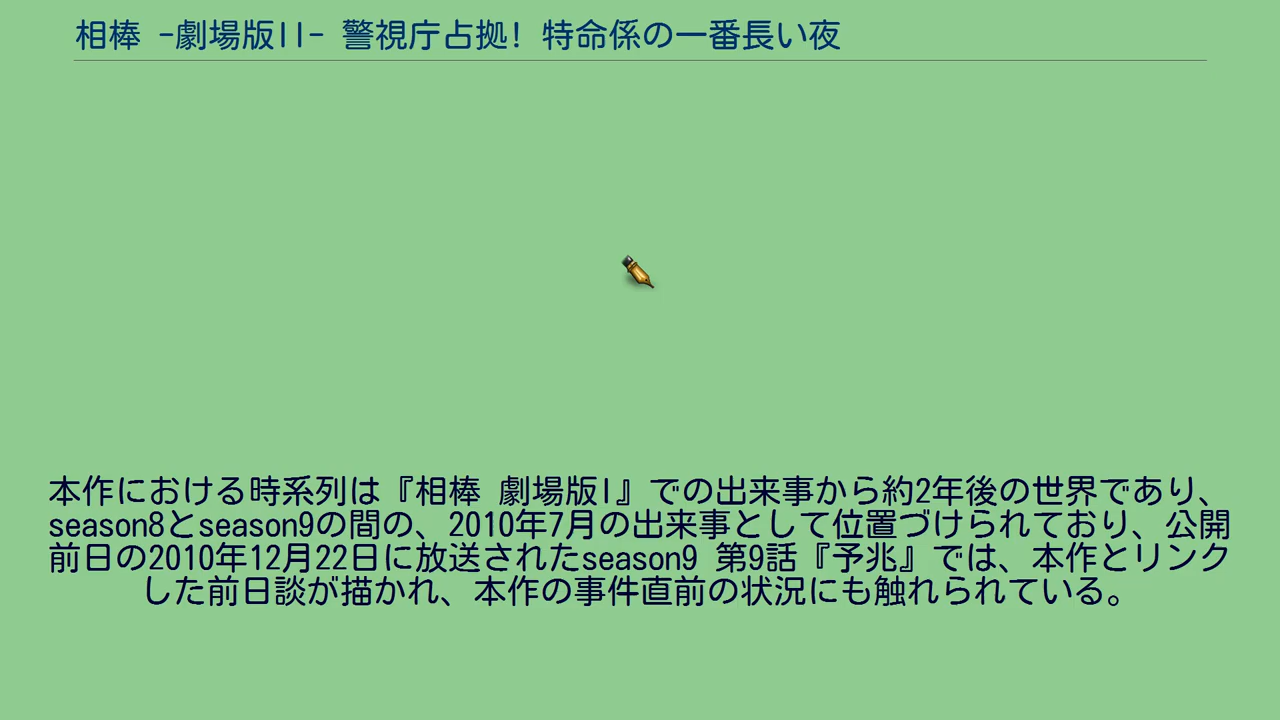 相棒 -劇場版II- 警視庁占拠! 特命係の一番長い夜
本作における時系列は『相棒 劇場版I』での出来事から約2年後の世界であり、
season8とseason9の間の、2010年7月の出来事として位置づけられており、公開
前日の2010年12月22日に放送されたseason9 第9話『予兆』では、本作とリンク
した前日談が描かれ、本作の事件直前の状況にも触れられている。